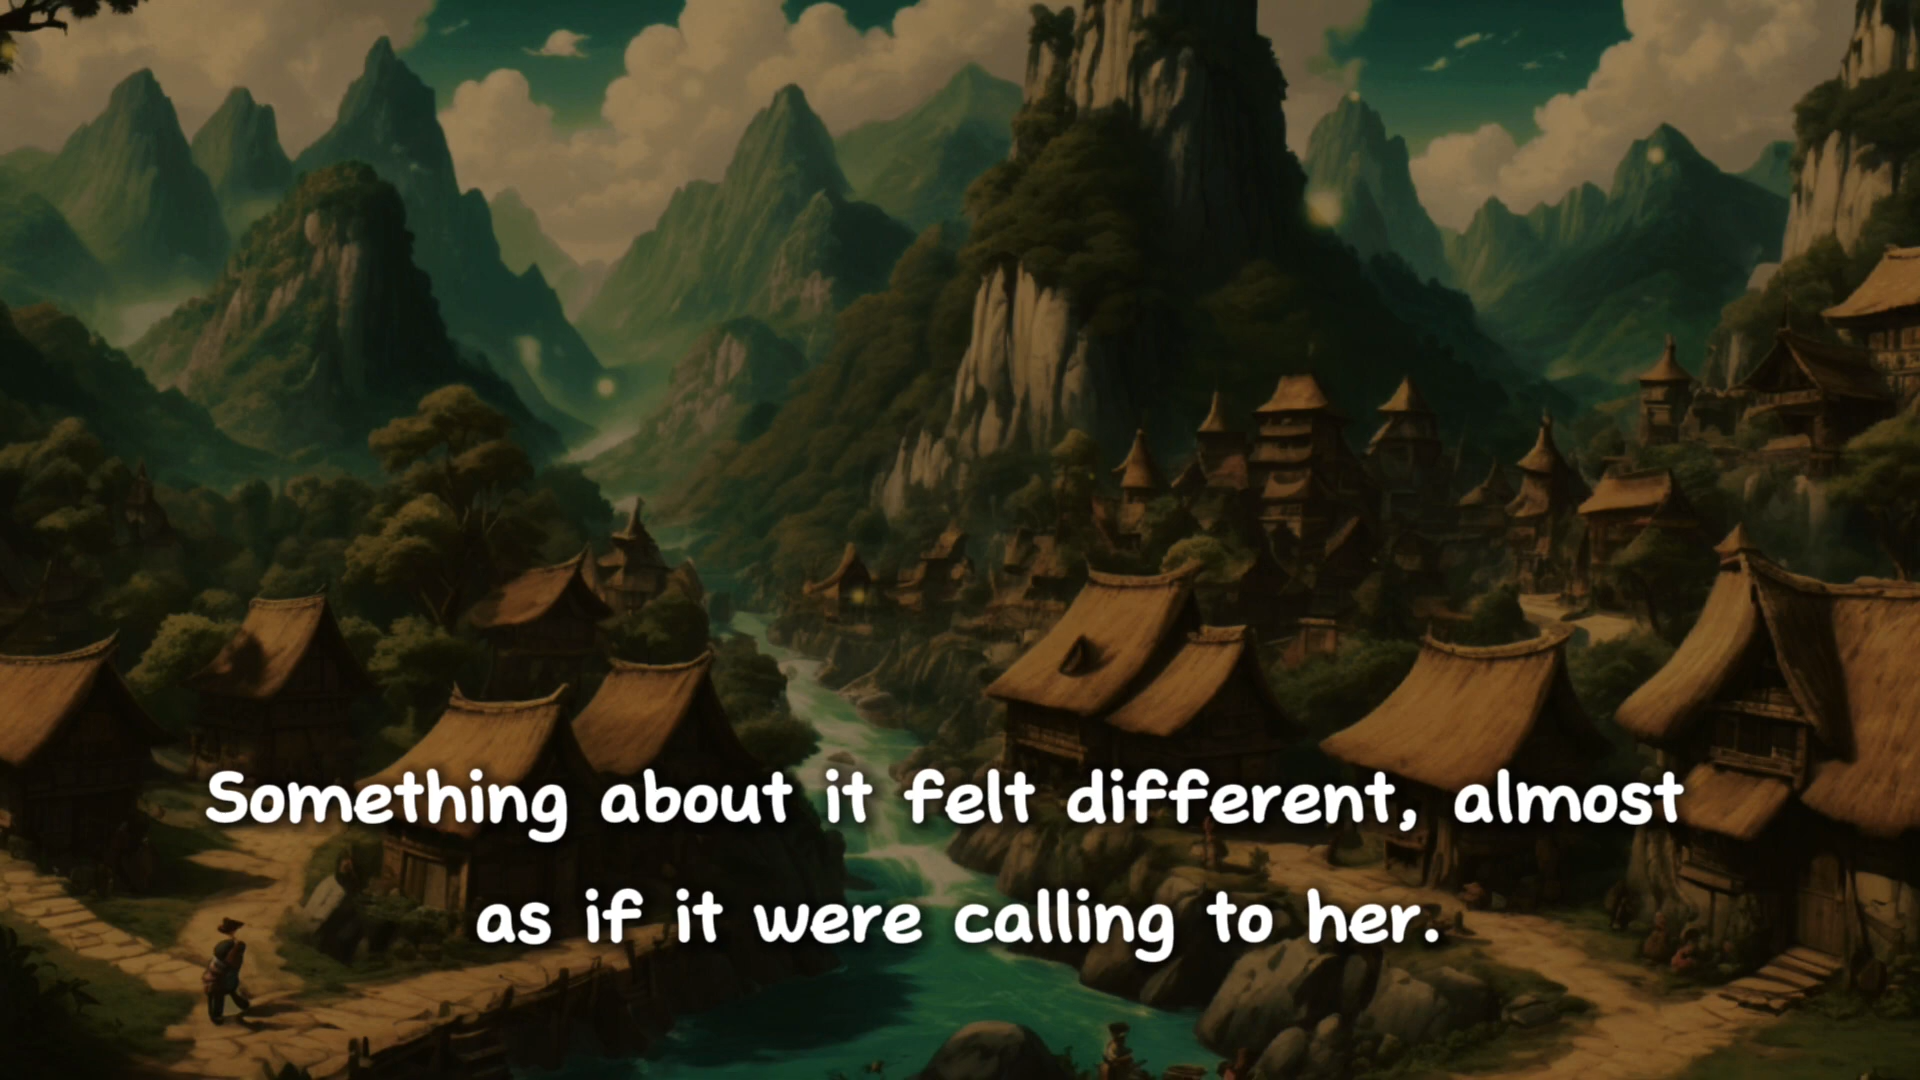 Something about it felt different, almost
as if it were calling to her.